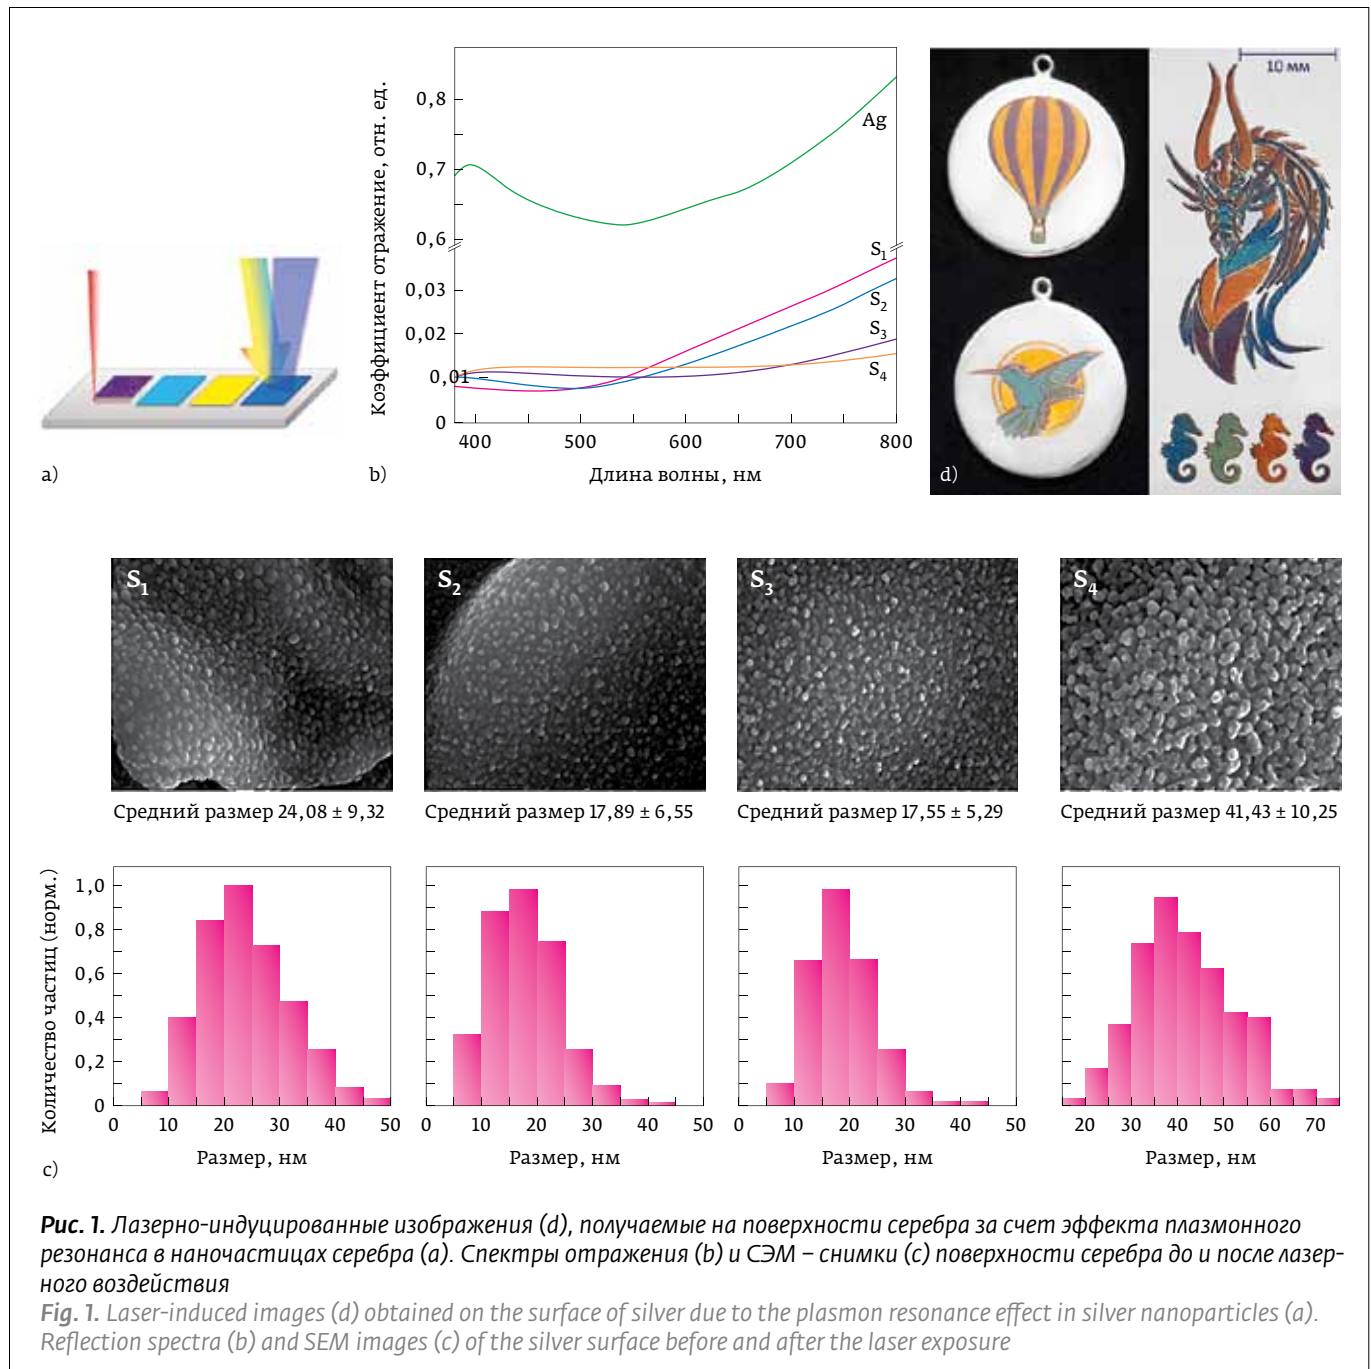 a)
Коэффициент отражение, отн. ед.
0,8
0,7
0,6
0,03
0,02
0,01
0
Ag
S1
S2
S3
S4
400 500 600 700 800
Длина волны, нм
b)
10 мм
d)
S1
S2
S3
S4
Средний размер 24,08 ± 9,32
Средний размер 17,89 ± 6,55
Средний размер 17,55 ± 5,29
Средний размер 41,43 ± 10,25
Количество частиц (норм.)
1,0
0,8
0,6
0,4
0,2
0
0 10 20 30 40 50
0 10 20 30 40 50
0 10 20 30 40 50
20 30 40 50 60 70
Размер, нм
Размер, нм
Размер, нм
Размер, нм
c)
Рис. 1. Лазерно-индуцированные изображения (d), получаемые на поверхности серебра за счет эффекта плазмонного
резонанса в наночастицах серебра (a). Спектры отражения (b) и СЭМ – снимки (c) поверхности серебра до и после лазер-
ного воздействия
Fig. 1. Laser-induced images (d) obtained on the surface of silver due to the plasmon resonance effect in silver nanoparticles (a).
Reflection spectra (b) and SEM images (c) of the silver surface before and after the laser exposure